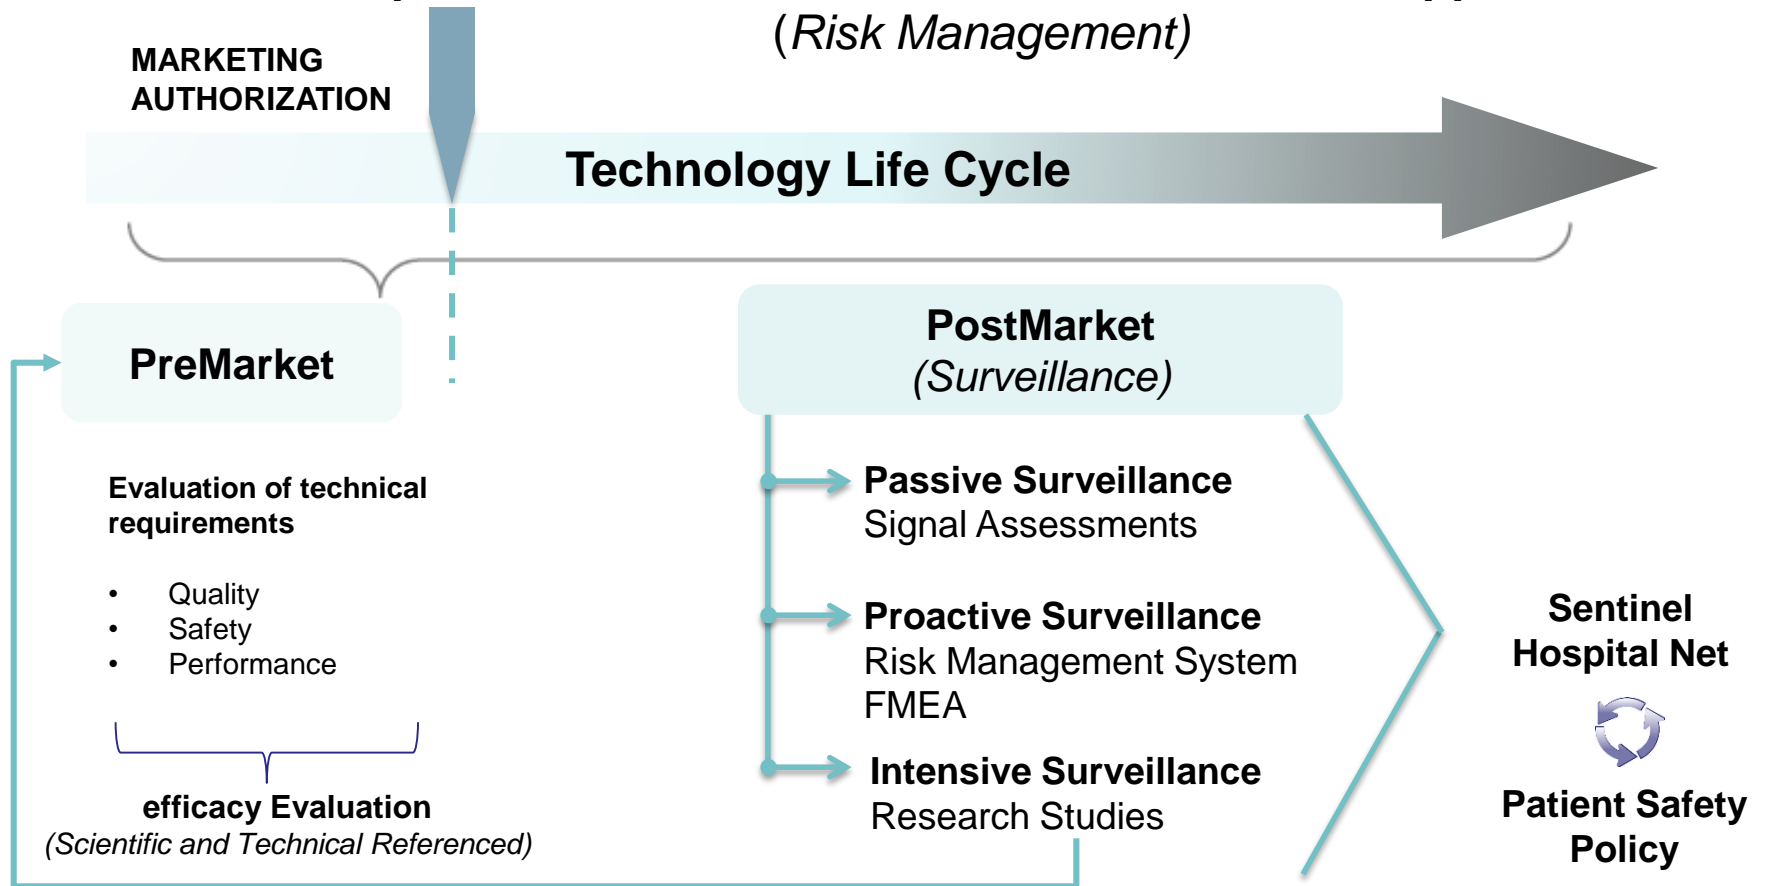 (Risk Management)
MARKETING
AUTHORIZATION
Technology Life Cycle
PreMarket
PostMarket
(Surveillance)
Evaluation of technical
requirements
• Quality
• Safety
• Performance
efficacy Evaluation
(Scientific and Technical Referenced)
Passive Surveillance
Signal Assessments
Proactive Surveillance
Risk Management System
FMEA
Intensive Surveillance
Research Studies
Sentinel
Hospital Net
Patient Safety
Policy